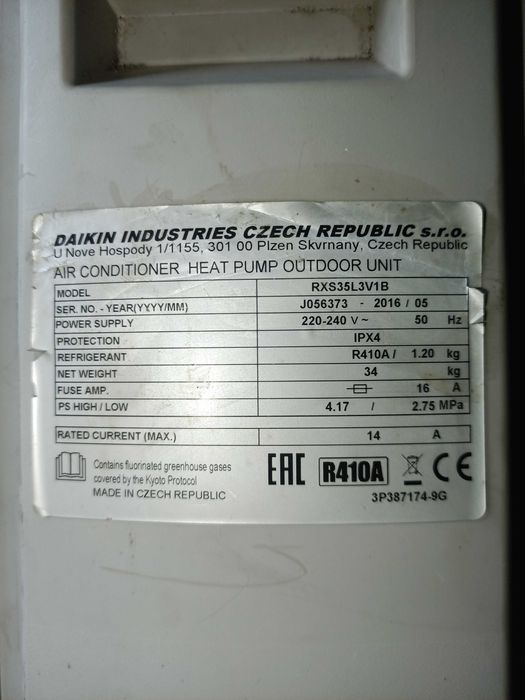 DAIKIN INDUSTRIES CZECH REPUBLIC s.r.o.
U Nove Hospody 1/1155, 301 00 Plzen Skvrnany, Czech Republic
AIR CONDITIONER HEAT PUMP OUTDOOR UNIT
MODEL RXS35L3V1B
SER. NO. - YEAR(YYYY/MM) J056373 - 2016 / 05
POWER SUPPLY 220-240 V ~ 50 Hz
PROTECTION IPX4
REFRIGERANT R410A / 1.20 kg
NET WEIGHT 34 kg
FUSE AMP. 16 A
PS HIGH / LOW 4.17 / 2.75 MPa
RATED CURRENT (MAX.) 14 A
Contains fluorinated greenhouse gases
covered by the Kyoto Protocol
MADE IN CZECH REPUBLIC
EAC R410A CE
3P387174-9G